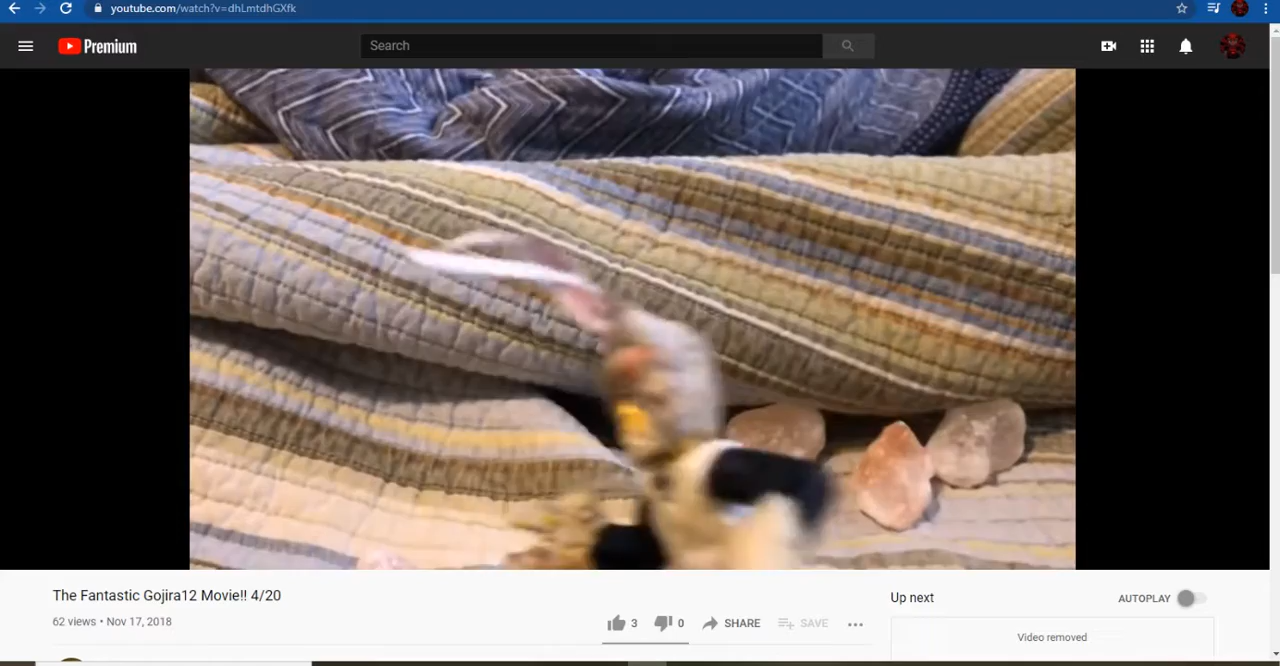 youtube.com/watch?v=dhLmtdhGXfk
Premium
Search
The Fantastic Gojira12 Movie!! 4/20
62 views • Nov 17, 2018
3
0
SHARE
SAVE
Up next
AUTOPLAY
Video removed